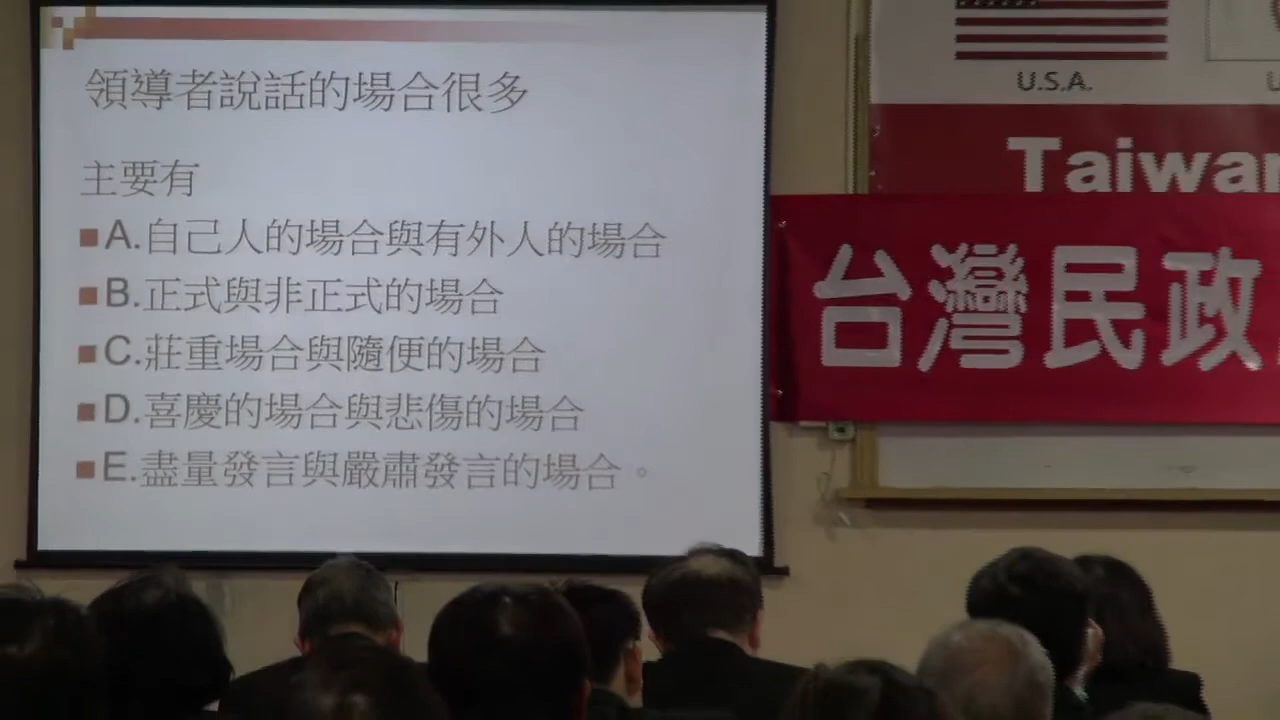 領導者說話的場合很多
主要有
A.自己人的場合與有外人的場合
B.正式與非正式的場合
C.莊重場合與隨便的場合
D.喜慶的場合與悲傷的場合
E.盡量發言與嚴肅發言的場合。
U.S.A.
U
Taiwan
台灣民政